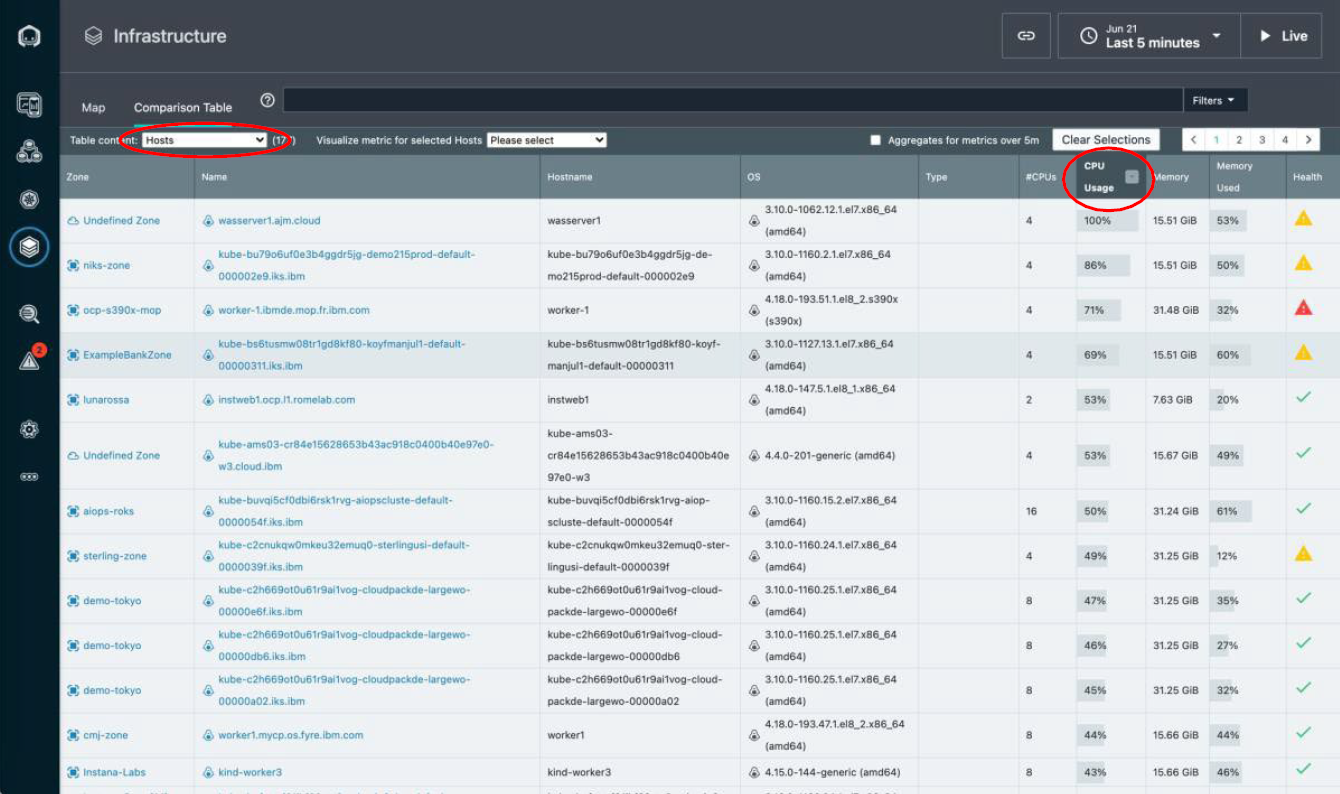 Infrastructure
Jun 21
Last 5 minutes
Live
Map Comparison Table
Filters
Table content: Hosts Visualize metric for selected Hosts Please select Aggregates for metrics over 5m Clear Selections 1 2 3 4
Zone Name Hostname OS Type #CPUs CPU Usage Memory Memory Used Health
Undefined Zone wasserver1.ajm.cloud wasserver1 3.10.0-1062.12.1.el7.x86_64 (amd64) 4 100% 15.51 GiB 53%
niks-zone kube-bu79o6uf0e3b4ggdr5jg-demo215prod-default-000002e9.iks.ibm kube-bu79o6uf0e3b4ggdr5jg-demo215prod-default-000002e9 3.10.0-1160.2.1.el7.x86_64 (amd64) 4 86% 15.51 GiB 50%
ocp-s390x-mop worker-1.ibmde.mop.fr.ibm.com worker-1 4.18.0-193.51.1.el8_2.s390x (s390x) 4 71% 31.48 GiB 32%
2
ExampleBankZone kube-bs6tusmw08tr1gd8kf80-koyfmanjul1-default-00000311.iks.ibm kube-bs6tusmw08tr1gd8kf80-koyfmanjul1-default-00000311 3.10.0-1127.13.1.el7.x86_64 (amd64) 4 69% 15.51 GiB 60%
lunarossa instweb1.ocp.l1.romelab.com instweb1 4.18.0-147.5.1.el8_1.x86_64 (amd64) 2 53% 7.63 GiB 20%
Undefined Zone kube-ams03-cr84e15628653b43ac918c0400b40e97e0-w3.cloud.ibm kube-ams03-cr84e15628653b43ac918c0400b40e97e0-w3 4.4.0-201-generic (amd64) 4 53% 15.67 GiB 49%
aiops-roks kube-buvqi5cf0dbi6rsk1rvg-aiopscluste-default-0000054f.iks.ibm kube-buvqi5cf0dbi6rsk1rvg-aiopscluste-default-0000054f 3.10.0-1160.15.2.el7.x86_64 (amd64) 16 50% 31.24 GiB 61%
sterling-zone kube-c2cnukqw0mkeu32emuq0-sterlingusi-default-0000039f.iks.ibm kube-c2cnukqw0mkeu32emuq0-sterlingusi-default-0000039f 3.10.0-1160.24.1.el7.x86_64 (amd64) 4 49% 31.25 GiB 12%
demo-tokyo kube-c2h669ot0u61r9ai1vog-cloudpackde-largewo-00000e6f.iks.ibm kube-c2h669ot0u61r9ai1vog-cloudpackde-largewo-00000e6f 3.10.0-1160.25.1.el7.x86_64 (amd64) 8 47% 31.25 GiB 35%
demo-tokyo kube-c2h669ot0u61r9ai1vog-cloudpackde-largewo-00000db6.iks.ibm kube-c2h669ot0u61r9ai1vog-cloudpackde-largewo-00000db6 3.10.0-1160.25.1.el7.x86_64 (amd64) 8 46% 31.25 GiB 27%
demo-tokyo kube-c2h669ot0u61r9ai1vog-cloudpackde-largewo-00000a02.iks.ibm kube-c2h669ot0u61r9ai1vog-cloudpackde-largewo-00000a02 3.10.0-1160.25.1.el7.x86_64 (amd64) 8 45% 31.25 GiB 32%
cmj-zone worker1.mycp.os.fyre.ibm.com worker1 4.18.0-193.47.1.el8_2.x86_64 (amd64) 8 44% 15.66 GiB 44%
Instana-Labs kind-worker3 kind-worker3 4.15.0-144-generic (amd64) 8 43% 15.66 GiB 46%